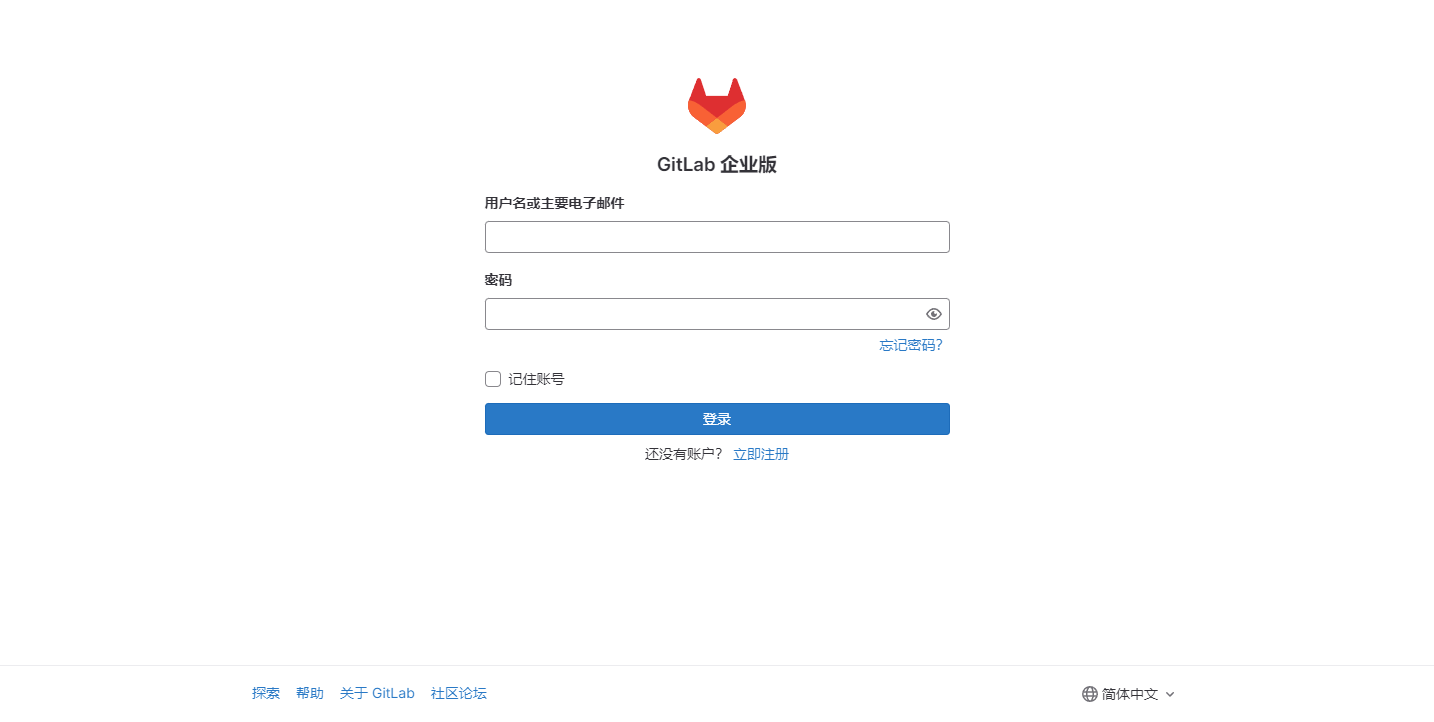 GitLab 企业版
用户名或主要电子邮件
密码
忘记密码?
记住账号
登录
还没有账户? 立即注册
探索 帮助 关于 GitLab 社区论坛 简体中文